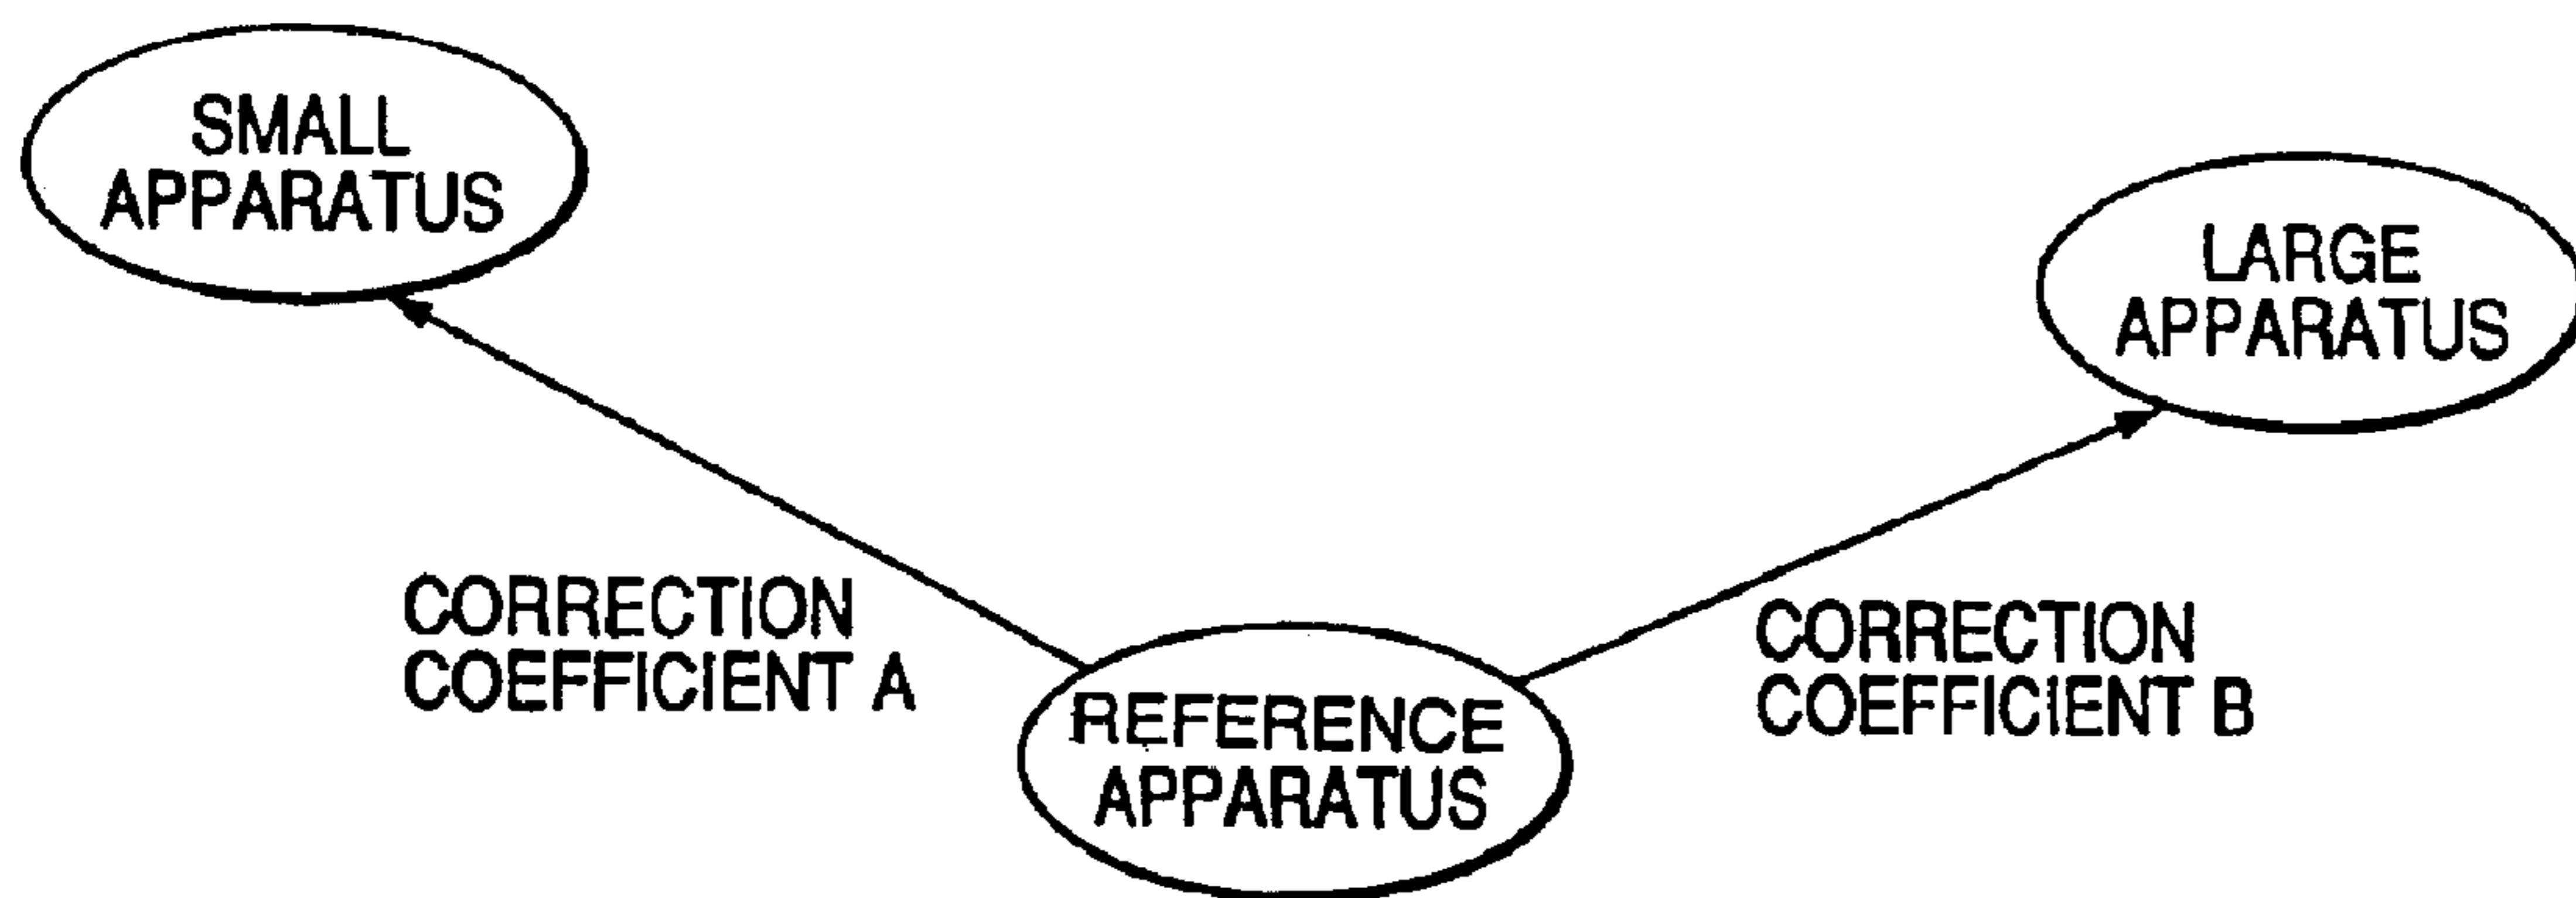 SMALL
APPARATUS
LARGE
APPARATUS
CORRECTION
COEFFICIENT A
CORRECTION
COEFFICIENT B
REFERENCE
APPARATUS